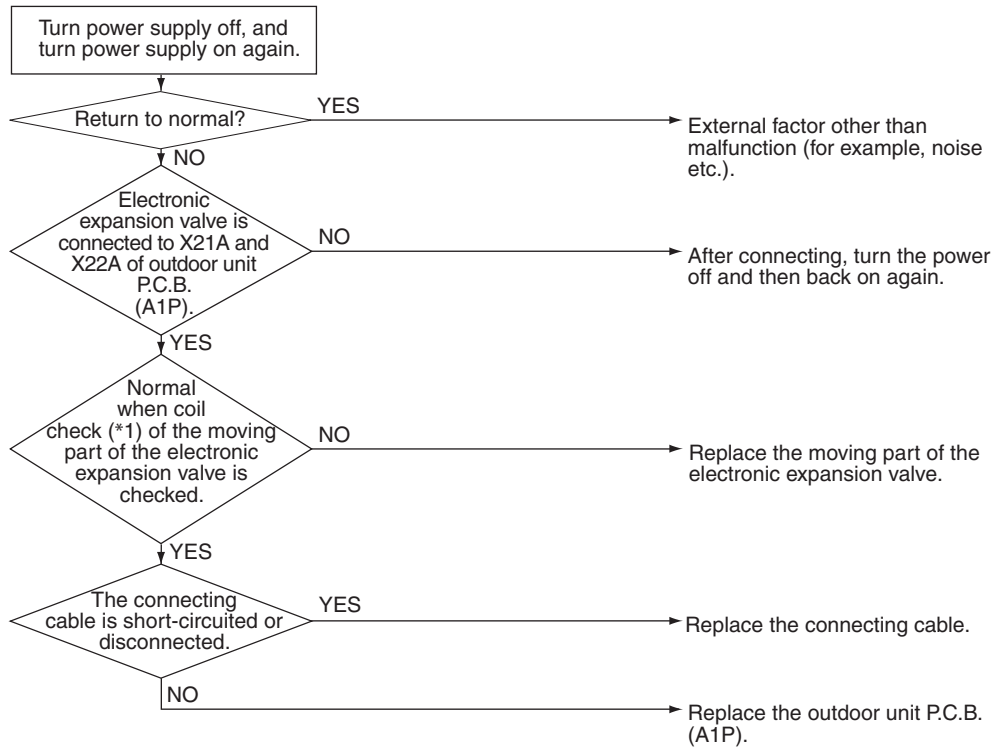 Turn power supply off, and
turn power supply on again.
Return to normal?
YES
External factor other than
malfunction (for example, noise
etc.).
NO
Electronic
expansion valve is
connected to X21A and
X22A of outdoor unit
P.C.B.
(A1P).
NO
After connecting, turn the power
off and then back on again.
YES
Normal
when coil
check (*1) of the moving
part of the electronic
expansion valve is
checked.
NO
Replace the moving part of the
electronic expansion valve.
YES
The connecting
cable is short-circuited or
disconnected.
YES
Replace the connecting cable.
NO
Replace the outdoor unit P.C.B.
(A1P).